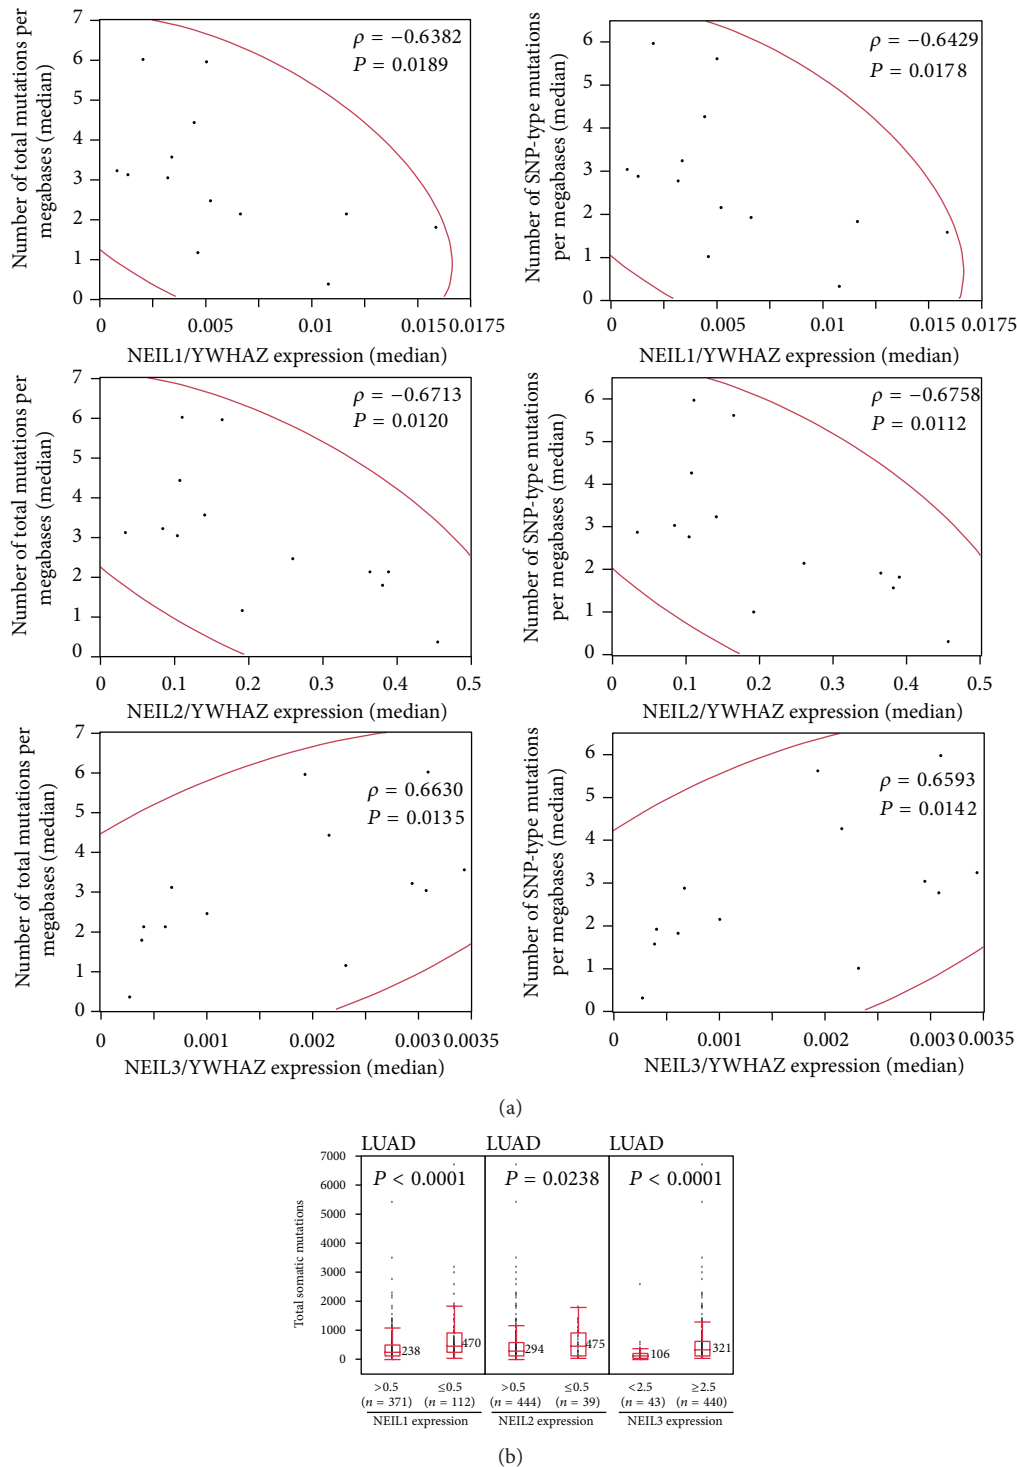 Number of total mutations per
megabases (median)
7
6
5
4
3
2
1
0
ρ = −0.6382
P = 0.0189
0 0.005 0.01 0.015 0.0175
NEIL1/YWHAZ expression (median)
Number of SNP-type mutations
per megabases (median)
6
5
4
3
2
1
0
ρ = −0.6429
P = 0.0178
0 0.005 0.01 0.015 0.0175
NEIL1/YWHAZ expression (median)
Number of total mutations per
megabases (median)
7
6
5
4
3
2
1
0
ρ = −0.6713
P = 0.0120
0 0.1 0.2 0.3 0.4 0.5
NEIL2/YWHAZ expression (median)
Number of SNP-type mutations
per megabases (median)
6
5
4
3
2
1
0
ρ = −0.6758
P = 0.0112
0 0.1 0.2 0.3 0.4 0.5
NEIL2/YWHAZ expression (median)
Number of total mutations per
megabases (median)
7
6
5
4
3
2
1
0
ρ = 0.6630
P = 0.0135
0 0.001 0.002 0.003 0.0035
NEIL3/YWHAZ expression (median)
Number of SNP-type mutations
per megabases (median)
6
5
4
3
2
1
0
ρ = 0.6593
P = 0.0142
0 0.001 0.002 0.003 0.0035
NEIL3/YWHAZ expression (median)
(a)
LUAD LUAD LUAD
Total somatic mutations
7000
6000
5000
4000
3000
2000
1000
0
P < 0.0001 P = 0.0238 P < 0.0001
238 470 294 475 106 321
>0.5 ≤0.5 >0.5 ≤0.5 <2.5 ≥2.5
(n = 371) (n = 112) (n = 444) (n = 39) (n = 43) (n = 440)
NEIL1 expression NEIL2 expression NEIL3 expression
(b)